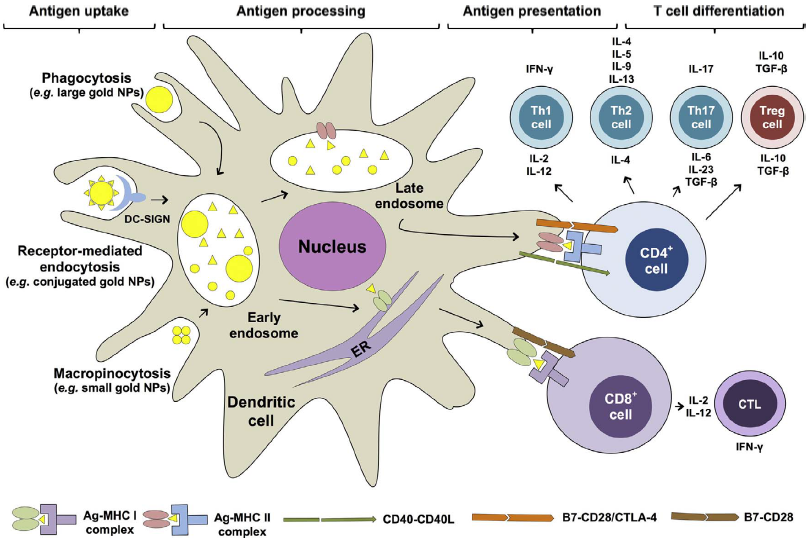 Antigen uptake
Antigen processing
Antigen presentation
T cell differentiation
Phagocytosis
(e.g. large gold NPs)
DC-SIGN
Receptor-mediated
endocytosis
(e.g. conjugated gold NPs)
Macropinocytosis
(e.g. small gold NPs)
Late
endosome
Nucleus
Early
endosome
ER
Dendritic
cell
IFN-γ
Th1
cell
IL-2
IL-12
IL-4
IL-5
IL-9
IL-13
Th2
cell
IL-4
IL-17
Th17
cell
IL-6
IL-23
TGF-β
IL-10
TGF-β
Treg
cell
IL-10
TGF-β
CD4⁺
cell
CD8⁺
cell
IL-2
IL-12
CTL
IFN-γ
Ag-MHC I
complex
Ag-MHC II
complex
CD40-CD40L
B7-CD28/CTLA-4
B7-CD28